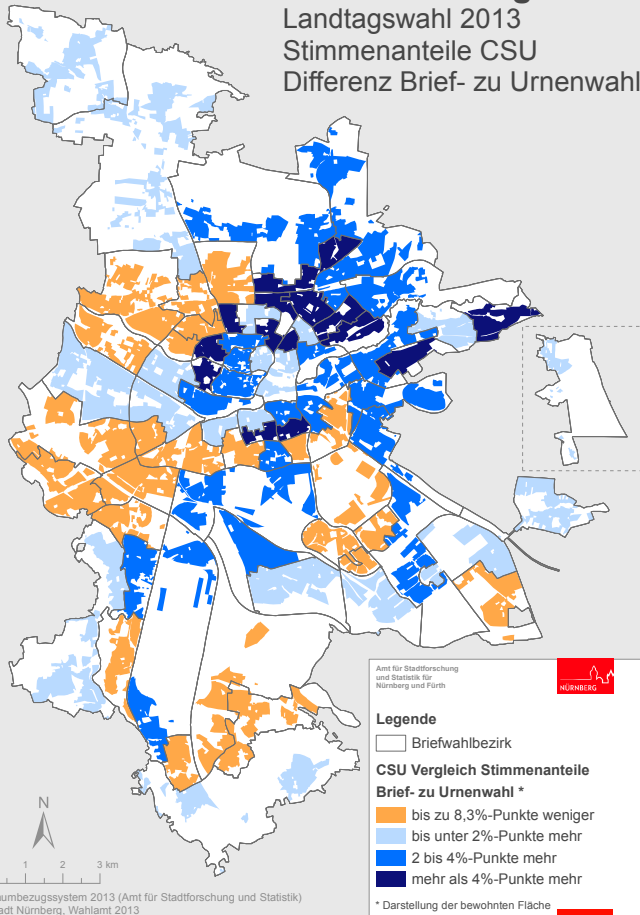 Landtagswahl 2013
Stimmenanteile CSU
Differenz Brief- zu Urnenwahl
Amt für Stadtforschung
und Statistik für
Nürnberg und Fürth
NÜRNBERG
Legende
Briefwahlbezirk
CSU Vergleich Stimmenanteile
Brief- zu Urnenwahl *
bis zu 8,3%-Punkte weniger
bis unter 2%-Punkte mehr
2 bis 4%-Punkte mehr
mehr als 4%-Punkte mehr
* Darstellung der bewohnten Fläche
N
1 2 3 km
umbezugssystem 2013 (Amt für Stadtforschung und Statistik)
adt Nürnberg, Wahlamt 2013